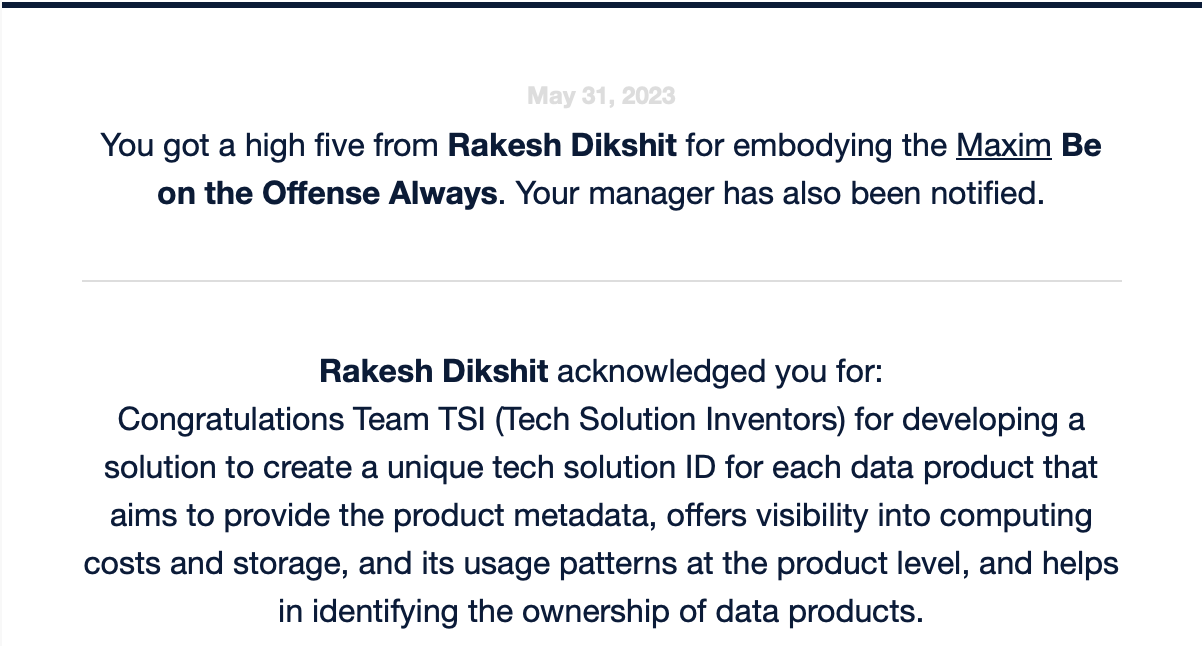 May 31, 2023
You got a high five from Rakesh Dikshit for embodying the Maxim Be
on the Offense Always. Your manager has also been notified.
Rakesh Dikshit acknowledged you for:
Congratulations Team TSI (Tech Solution Inventors) for developing a
solution to create a unique tech solution ID for each data product that
aims to provide the product metadata, offers visibility into computing
costs and storage, and its usage patterns at the product level, and helps
in identifying the ownership of data products.